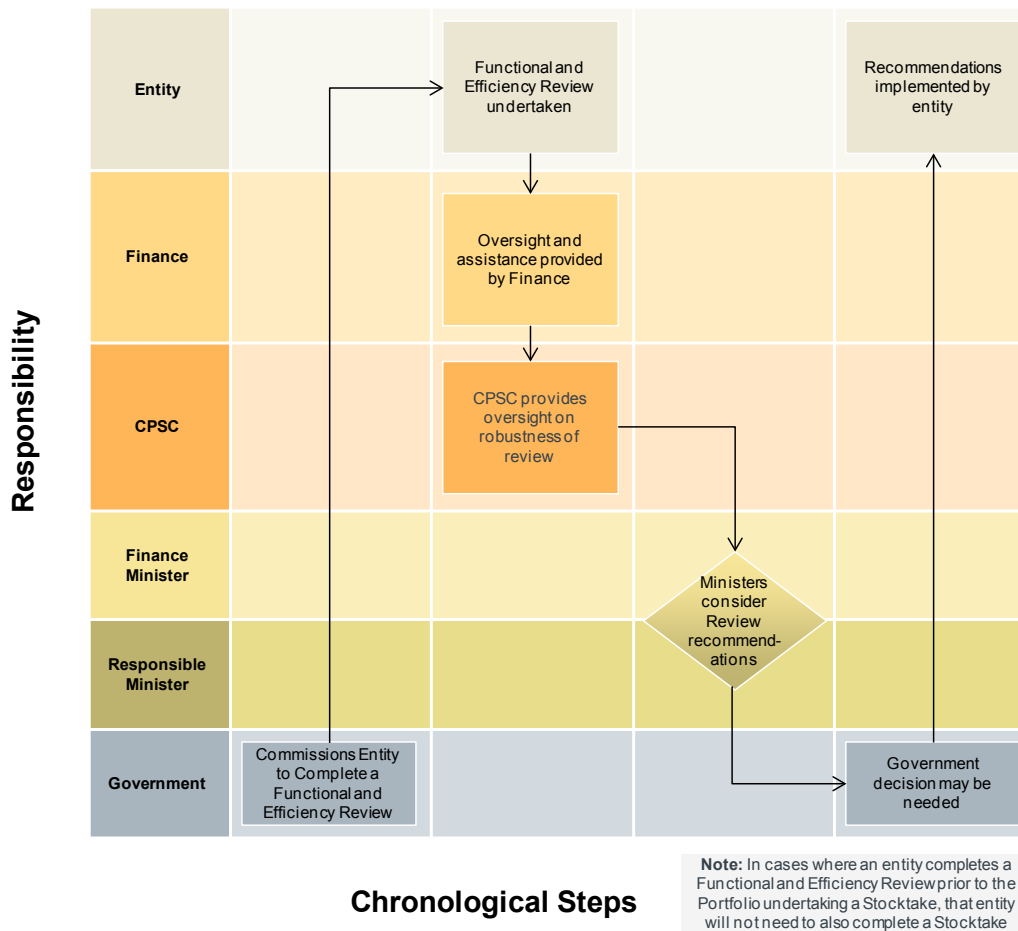 Responsibility
Entity
Functional and
Efficiency Review
undertaken
Recommendations
implemented by
entity
Finance
Oversight and
assistance provided
by Finance
CPSC
CPSC provides
oversight on
robustness of
review
Finance
Minister
Ministers
consider
Review
recommend-
ations
Responsible
Minister
Government
Commissions Entity
to Complete a
Functional and
Efficiency Review
Government
decision may be
needed
Chronological Steps
Note: In cases where an entity completes a
Functional and Efficiency Review prior to the
Portfolio undertaking a Stocktake, that entity
will not need to also complete a Stocktake